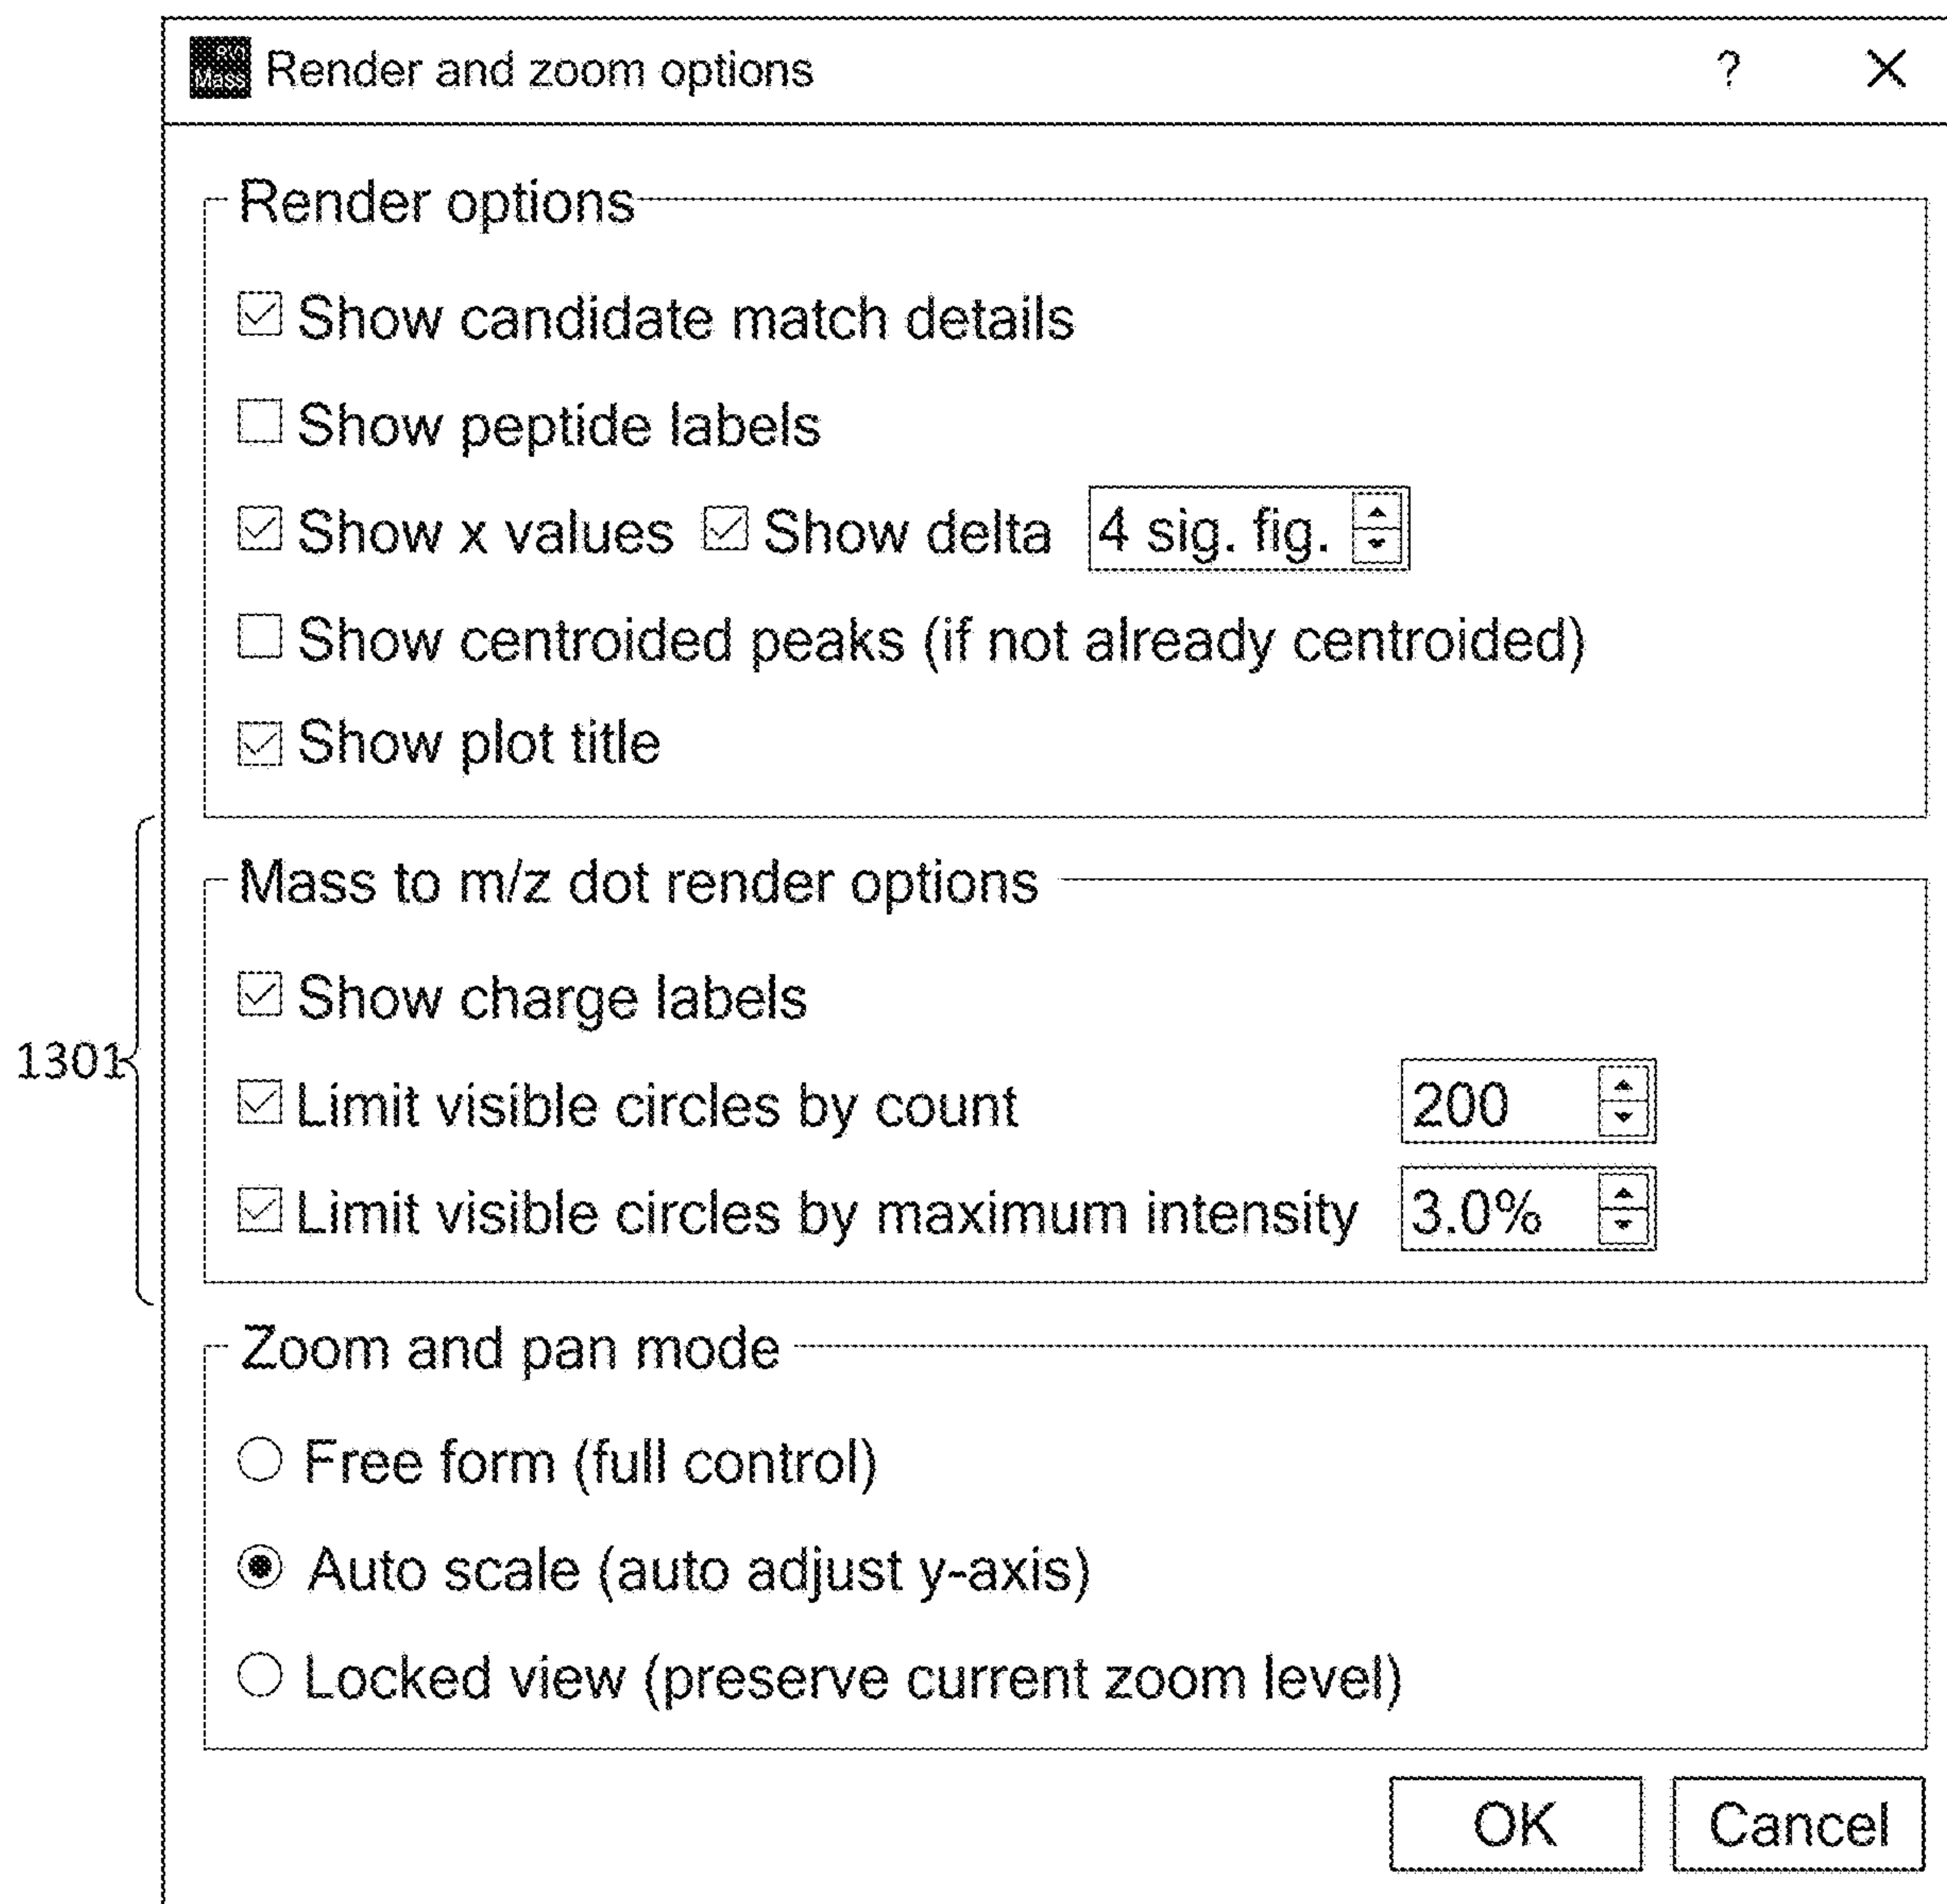 Mass Render and zoom options ? X
Render options
Show candidate match details
Show peptide labels
Show x values Show delta 4 sig. fig.
Show centroided peaks (if not already centroided)
Show plot title
Mass to m/z dot render options
Show charge labels
1301
Limit visible circles by count 200
Limit visible circles by maximum intensity 3.0%
Zoom and pan mode
Free form (full control)
Auto scale (auto adjust y-axis)
Locked view (preserve current zoom level)
OK Cancel